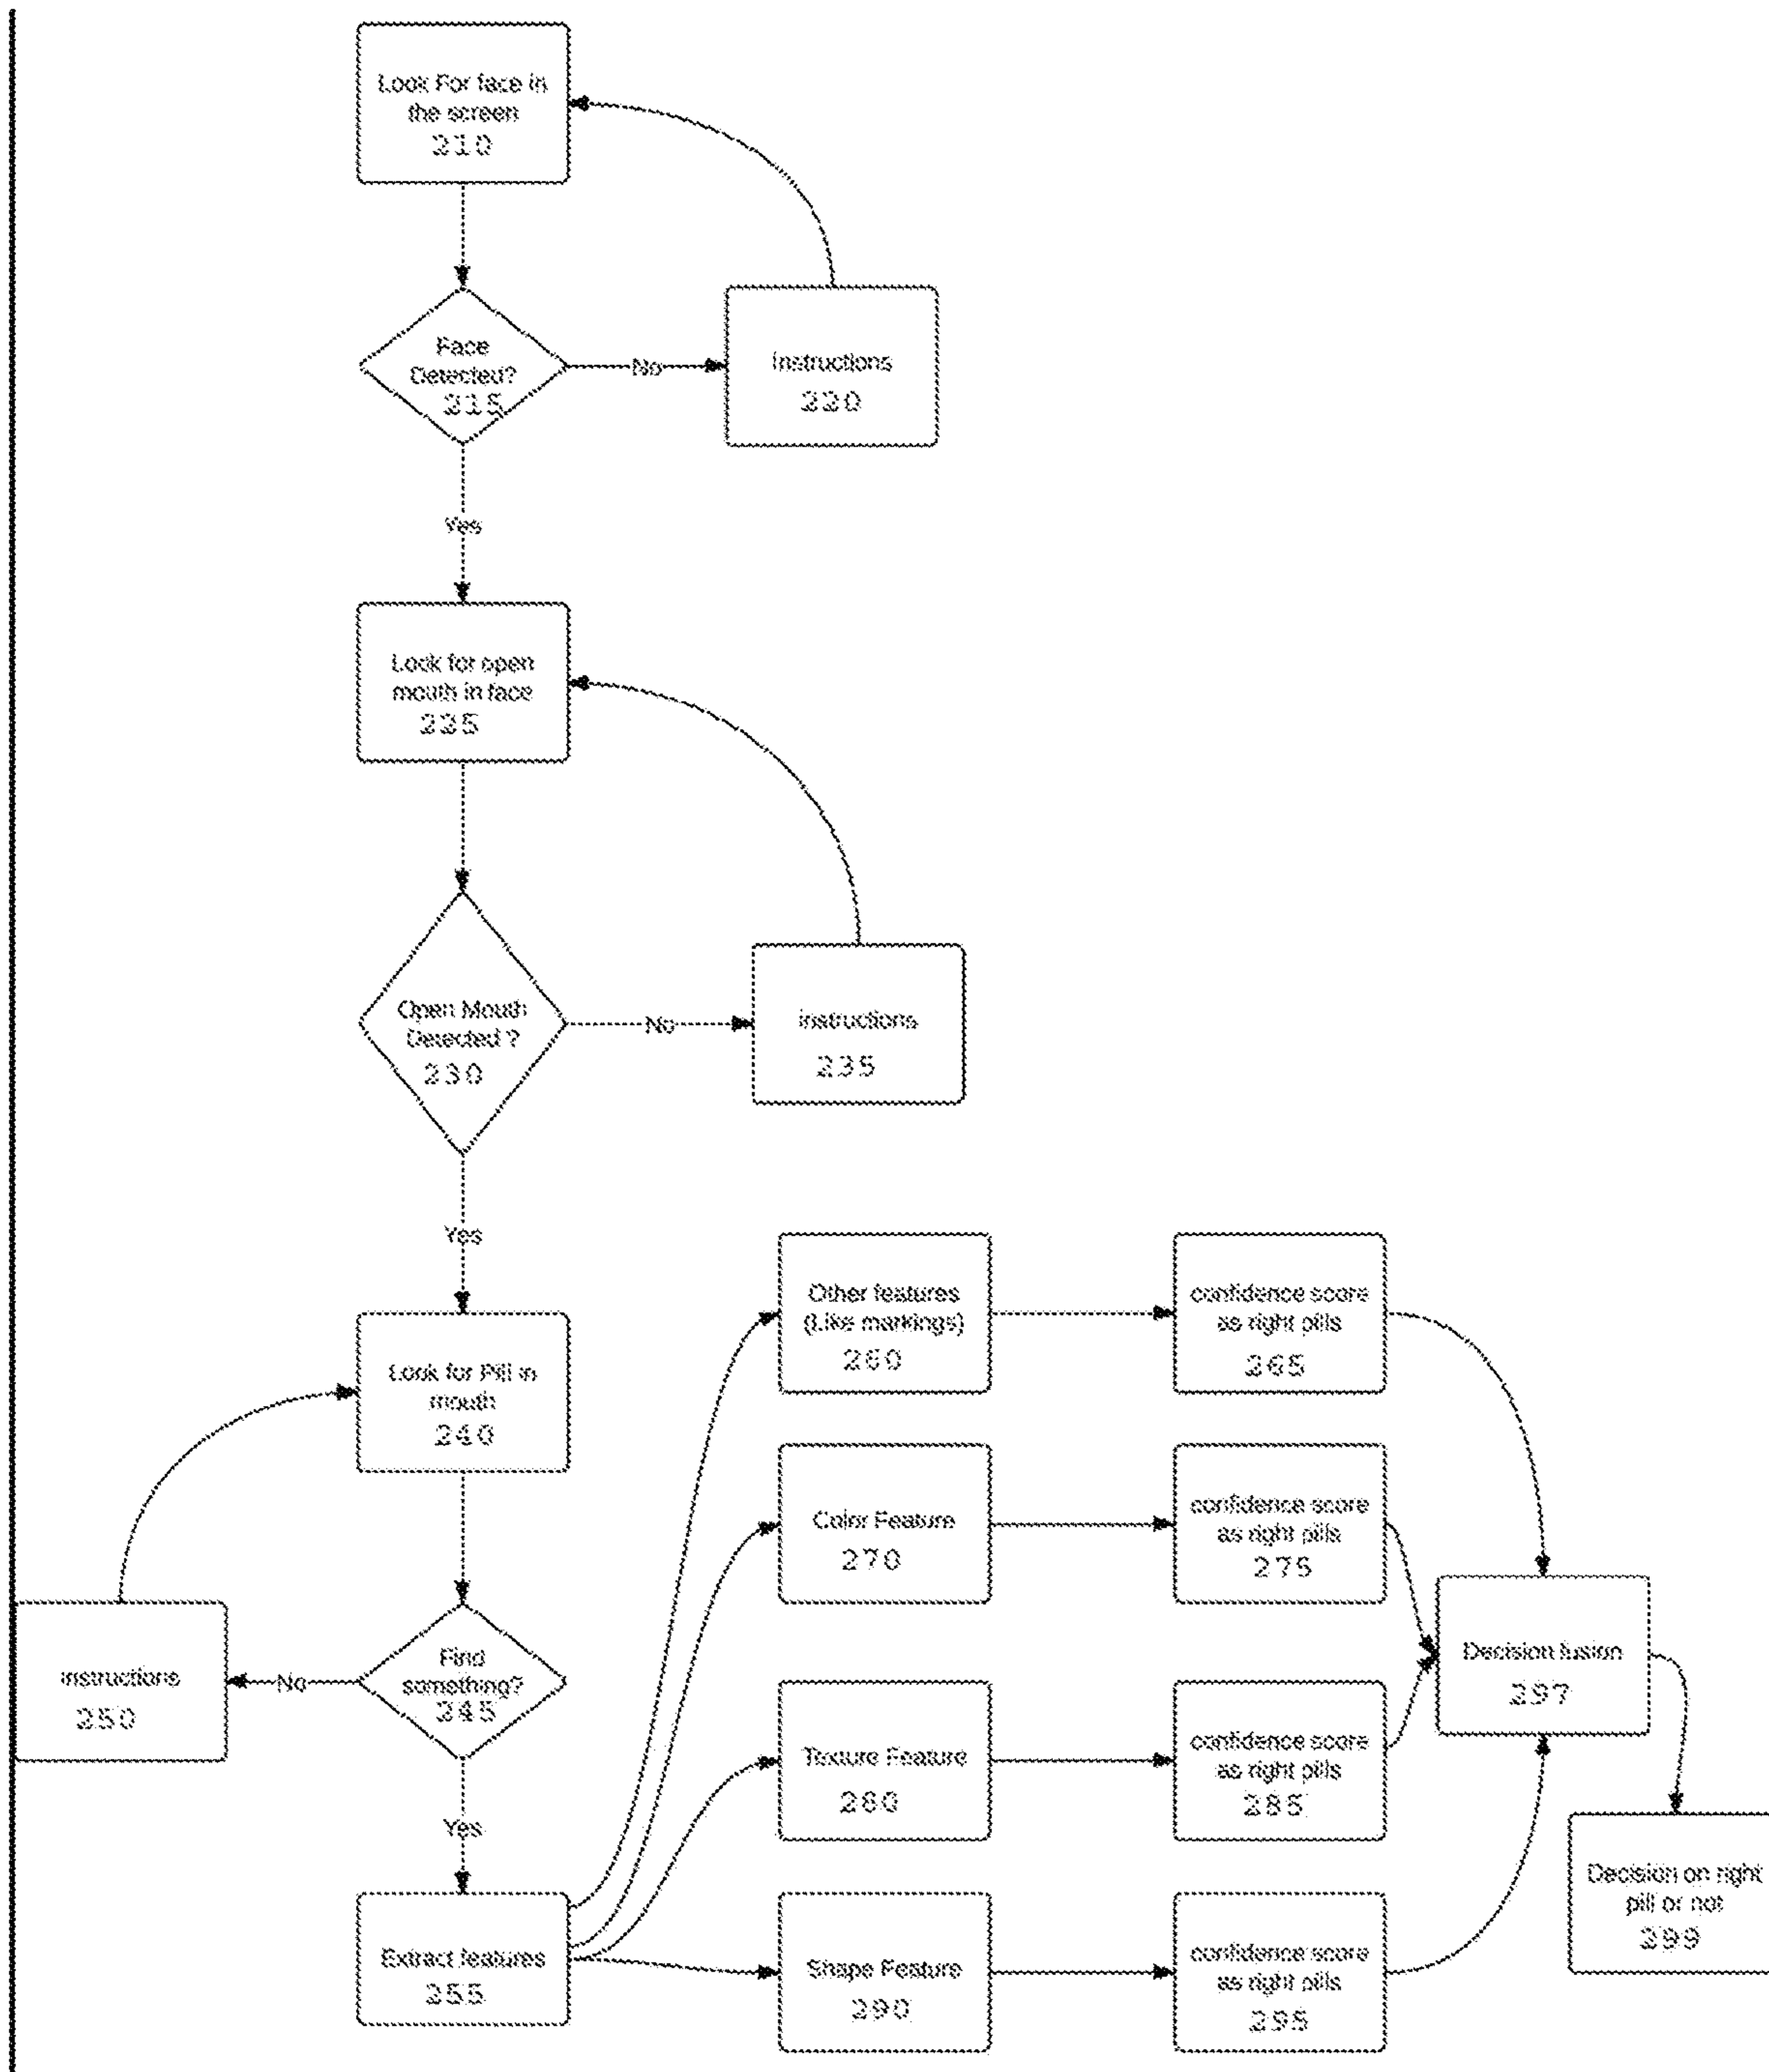 Look For face in
the screen
210
Face
Detected?
215
No
Instructions
220
Yes
Look for open
mouth in face
225
Open Mouth
Detected ?
230
No
instructions
235
Yes
Look for Pill in
mouth
240
Find
something?
245
No
instructions
250
Yes
Extract features
255
Other features
(Like markings)
260
confidence score
as right pills
265
Color Feature
270
confidence score
as right pills
275
Texture Feature
280
confidence score
as right pills
285
Shape Feature
290
confidence score
as right pills
295
Decision fusion
297
Decision on right
pill or not
299